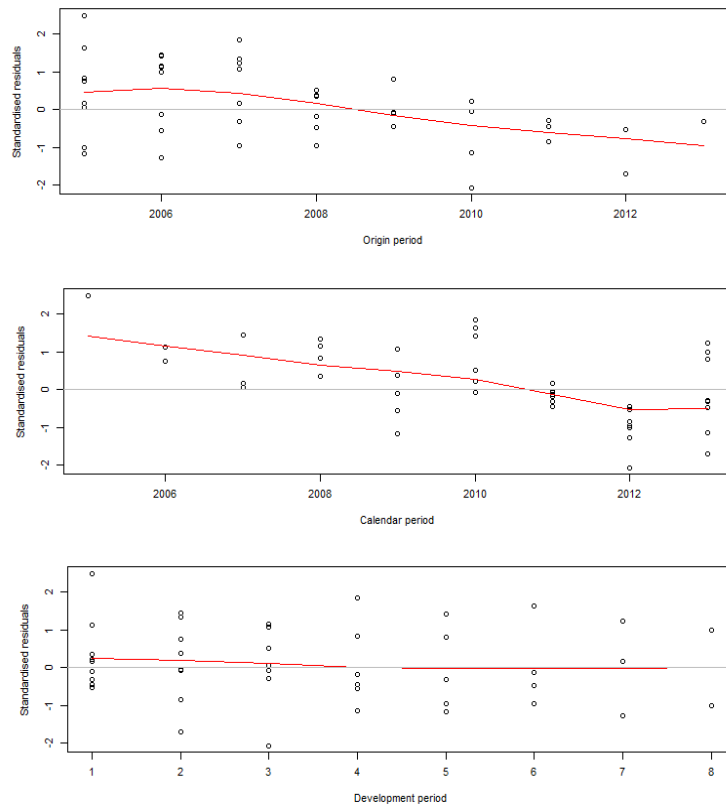 Standardised residuals
2
1
0
-1
-2
2006 2008 2010 2012
Origin period
Standardised residuals
2
1
0
-1
-2
2006 2008 2010 2012
Calendar period
Standardised residuals
2
1
0
-1
-2
1 2 3 4 5 6 7 8
Development period